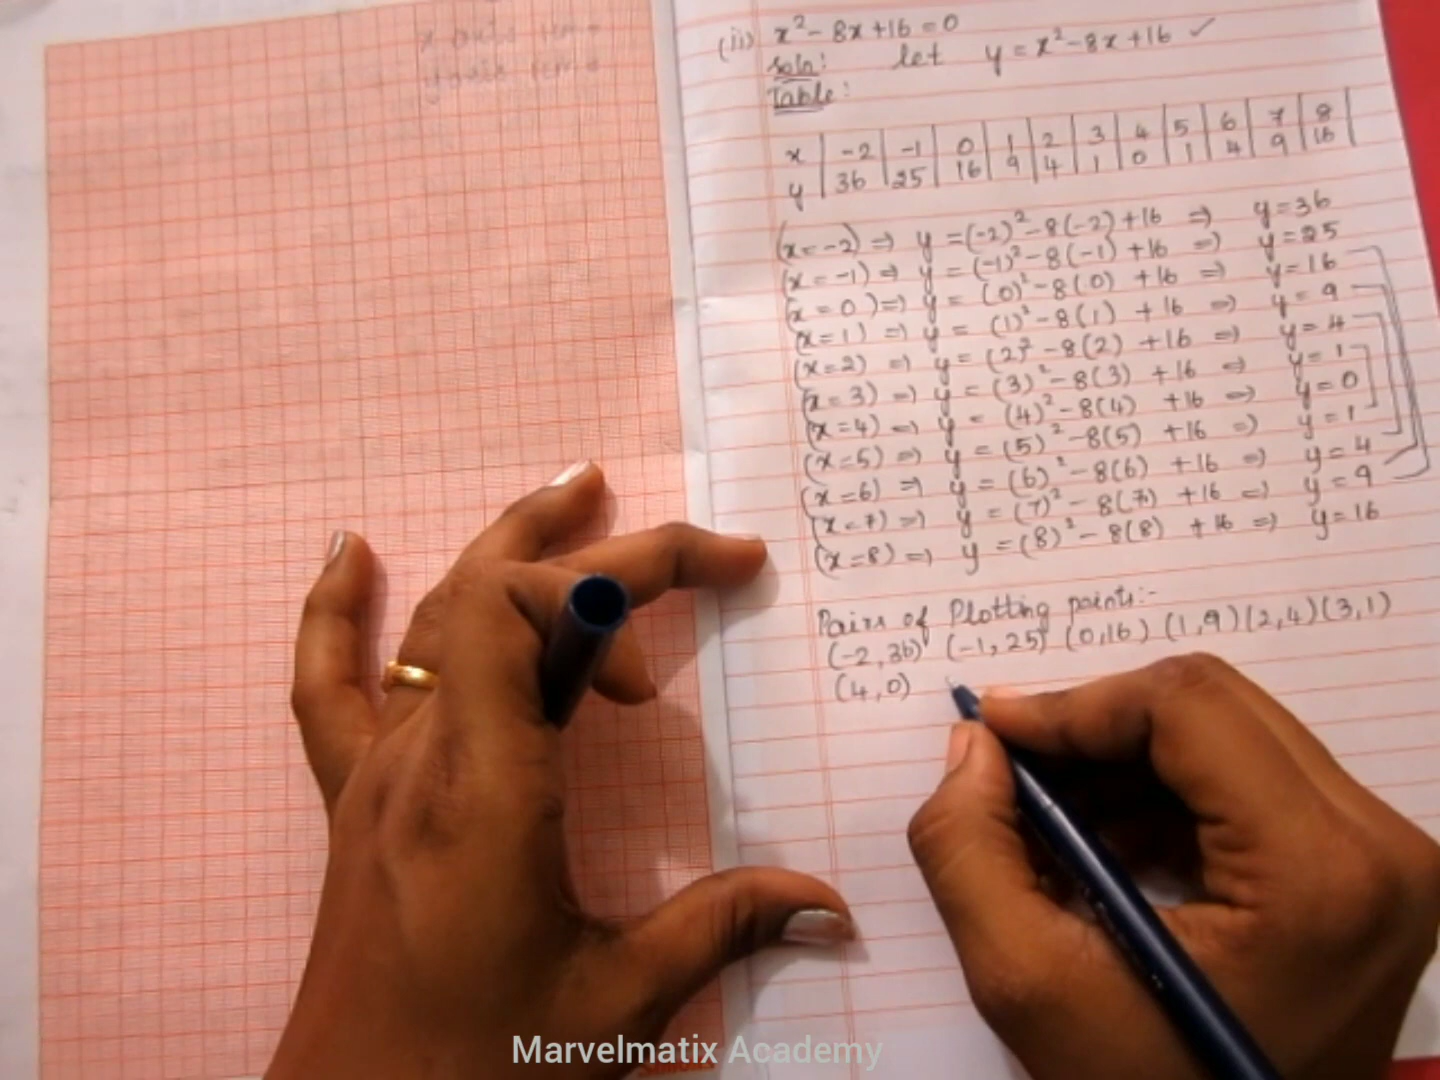 (ii) x² - 8x + 16 = 0
Soln: let y = x² - 8x + 16 ✓
Table:
x | -2 | -1 | 0 | 1 | 2 | 3 | 4 | 5 | 6 | 7 | 8 |
y | 36 | 25 | 16 | 9 | 4 | 1 | 0 | 1 | 4 | 9 | 16
(x = -2) ⇒ y = (-2)² - 8(-2) + 16 ⇒ y = 36
(x = -1) ⇒ y = (-1)² - 8(-1) + 16 ⇒ y = 25
(x = 0) ⇒ y = (0)² - 8(0) + 16 ⇒ y = 16
(x = 1) ⇒ y = (1)² - 8(1) + 16 ⇒ y = 9
(x = 2) ⇒ y = (2)² - 8(2) + 16 ⇒ y = 4
(x = 3) ⇒ y = (3)² - 8(3) + 16 ⇒ y = 1
(x = 4) ⇒ y = (4)² - 8(4) + 16 ⇒ y = 0
(x = 5) ⇒ y = (5)² - 8(5) + 16 ⇒ y = 1
(x = 6) ⇒ y = (6)² - 8(6) + 16 ⇒ y = 4
(x = 7) ⇒ y = (7)² - 8(7) + 16 ⇒ y = 9
(x = 8) ⇒ y = (8)² - 8(8) + 16 ⇒ y = 16
Pairs of Plotting points:-
(-2, 36) (-1, 25) (0, 16) (1, 9) (2, 4) (3, 1)
(4, 0)
Marvelmatix Academy